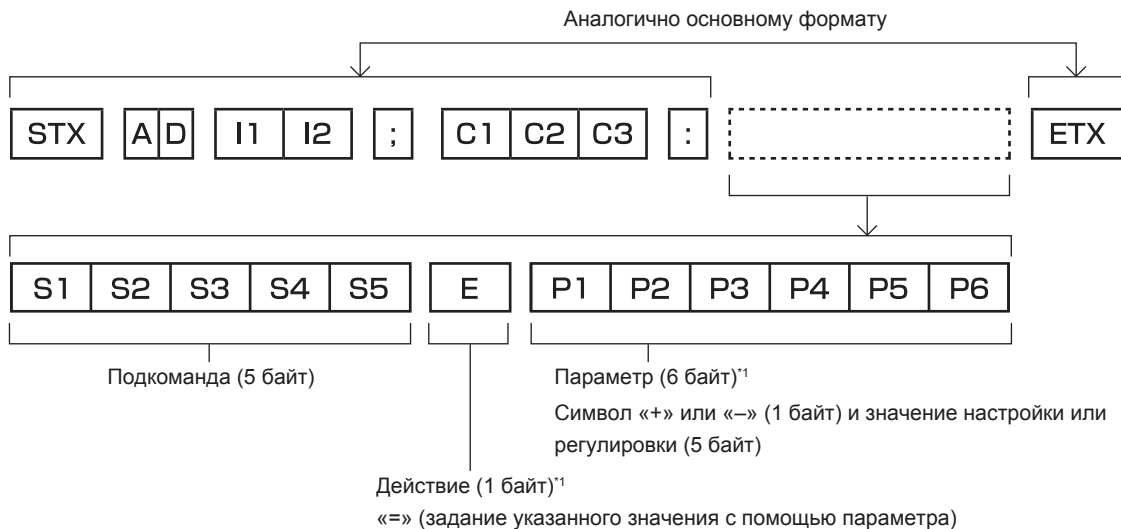 Аналогично основному формату
STX A D I1 I2 ; C1 C2 C3 : ETX
S1 S2 S3 S4 S5 E P1 P2 P3 P4 P5 P6
Подкоманда (5 байт)
Параметр (6 байт)*1
Символ «+» или «–» (1 байт) и значение настройки или
регулировки (5 байт)
Действие (1 байт)*1
«=» (задание указанного значения с помощью параметра)